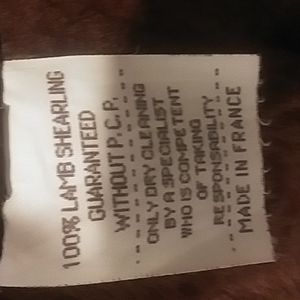 100% LAMB SHEARLING
GUARANTEED
WITHOUT P.C.P.
ONLY DRY CLEANING
BY A SPECIALIST
WHO IS COMPETENT
OF TAKING
RESPONSABILITY
MADE IN FRANCE